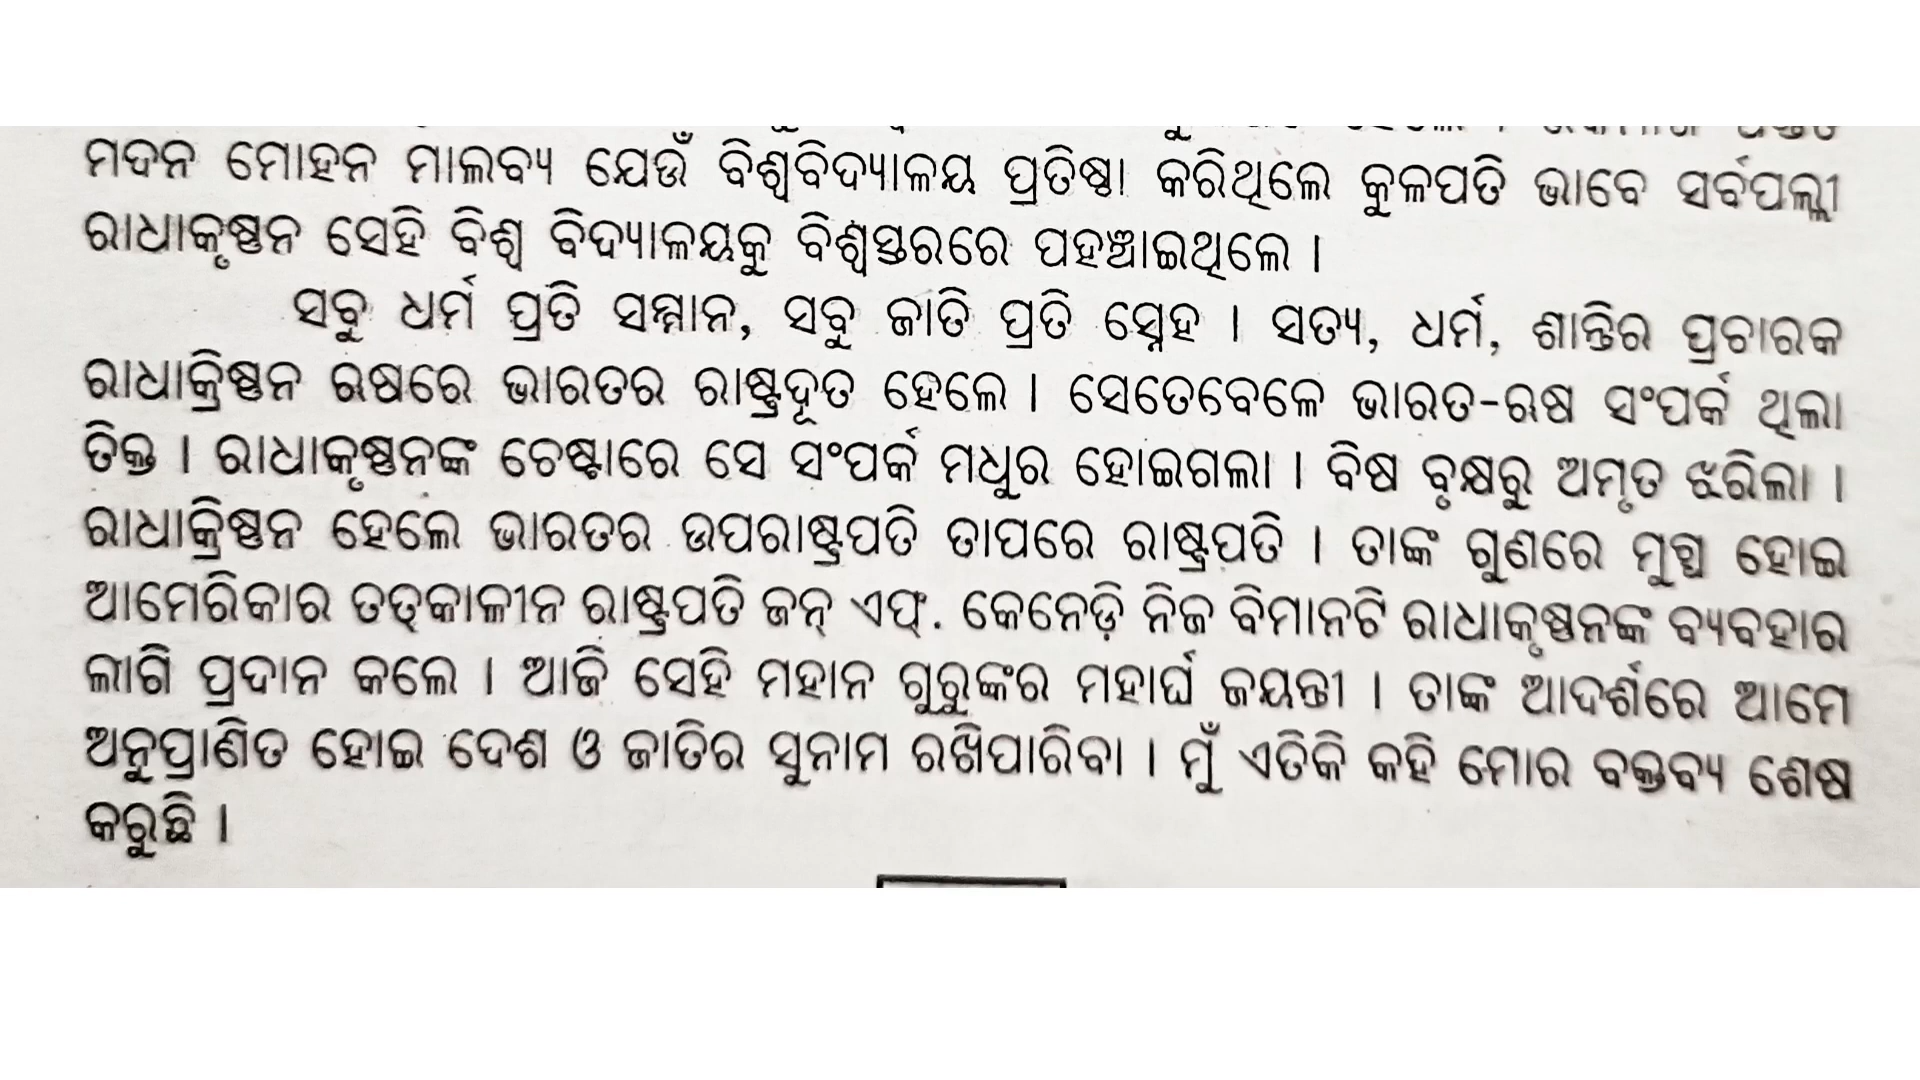 ମଦନ ମୋହନ ମାଲବ୍ୟ ଯେଉଁ ବିଶ୍ୱବିଦ୍ୟାଳୟ ପ୍ରତିଷ୍ଠା କରିଥିଲେ କୁଳପତି ଭାବେ ସର୍ବପଲ୍ଲୀ
ରାଧାକୃଷ୍ଣନ ସେହି ବିଶ୍ୱ ବିଦ୍ୟାଳୟକୁ ବିଶ୍ୱସ୍ତରରେ ପହଞ୍ଚାଇଥିଲେ ।
ସବୁ ଧର୍ମ ପ୍ରତି ସମ୍ମାନ, ସବୁ ଜାତି ପ୍ରତି ସ୍ନେହ । ସତ୍ୟ, ଧର୍ମ, ଶାନ୍ତିର ପ୍ରଚାରକ
ରାଧାକ୍ରିଷ୍ଣନ ଋଷରେ ଭାରତର ରାଷ୍ଟ୍ରଦୂତ ହେଲେ । ସେତେବେଳେ ଭାରତ-ଋଷ ସଂପର୍କ ଥିଲା
ତିକ୍ତ । ରାଧାକୃଷ୍ଣନଙ୍କ ଚେଷ୍ଟାରେ ସେ ସଂପର୍କ ମଧୁର ହୋଇଗଲା । ବିଷ ବୃକ୍ଷରୁ ଅମୃତ ଝରିଲା ।
ରାଧାକ୍ରିଷ୍ଣନ ହେଲେ ଭାରତର ଉପରାଷ୍ଟ୍ରପତି ତାପରେ ରାଷ୍ଟ୍ରପତି । ତାଙ୍କ ଗୁଣରେ ମୁଗ୍ଧ ହୋଇ
ଆମେରିକାର ତତ୍କାଳୀନ ରାଷ୍ଟ୍ରପତି ଜନ୍ ଏଫ୍. କେନେଡ଼ି ନିଜ ବିମାନଟି ରାଧାକୃଷ୍ଣନଙ୍କ ବ୍ୟବହାର
ଲାଗି ପ୍ରଦାନ କଲେ । ଆଜି ସେହି ମହାନ ଗୁରୁଙ୍କର ମହାର୍ଘ ଜୟନ୍ତୀ । ତାଙ୍କ ଆଦର୍ଶରେ ଆମେ
ଅନୁପ୍ରାଣିତ ହୋଇ ଦେଶ ଓ ଜାତିର ସୁନାମ ରଖିପାରିବା । ମୁଁ ଏତିକି କହି ମୋର ବକ୍ତବ୍ୟ ଶେଷ
କରୁଛି ।